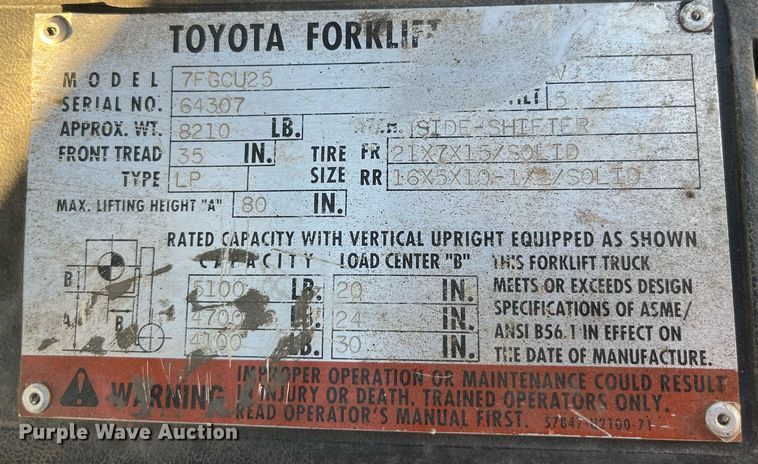 TOYOTA FORKLIFT
MODEL 7FGCU25 V
SERIAL NO. 64307 5
APPROX. WT. 8210 LB. SIDE-SHIFTER
FRONT TREAD 35 IN. TIRE FR 21X7X15/SOLID
TYPE LP SIZE RR 16X5X10-1/2/SOLID
MAX. LIFTING HEIGHT "A" 80 IN.
RATED CAPACITY WITH VERTICAL UPRIGHT EQUIPPED AS SHOWN
CAPACITY LOAD CENTER "B" THIS FORKLIFT TRUCK
B 5100 LB. 20 IN. MEETS OR EXCEEDS DESIGN
A B 4700 LB. 24 IN. SPECIFICATIONS OF ASME/
ANSI B56.1 IN EFFECT ON
4100 LB. 30 IN. THE DATE OF MANUFACTURE.
WARNING IMPROPER OPERATION OR MAINTENANCE COULD RESULT
INJURY OR DEATH. TRAINED OPERATORS ONLY.
READ OPERATOR'S MANUAL FIRST. 57847-U2100-71
Purple Wave Auction